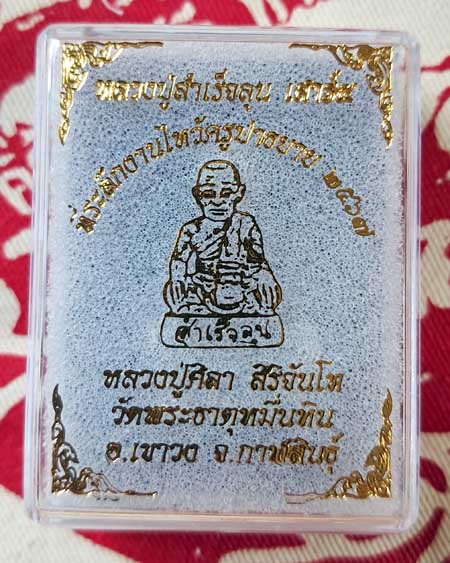 หลวงปู่สำเร็จลุน เสาร์๕
ที่ระลึกงานไหว้ครูบูรพาจารย์ ๒๕๖๗
สำเร็จลุน
หลวงปู่ศิลา สิริจันโท
วัดพระธาตุหมื่นหิน
อ.เขาวง จ.กาฬสินธุ์